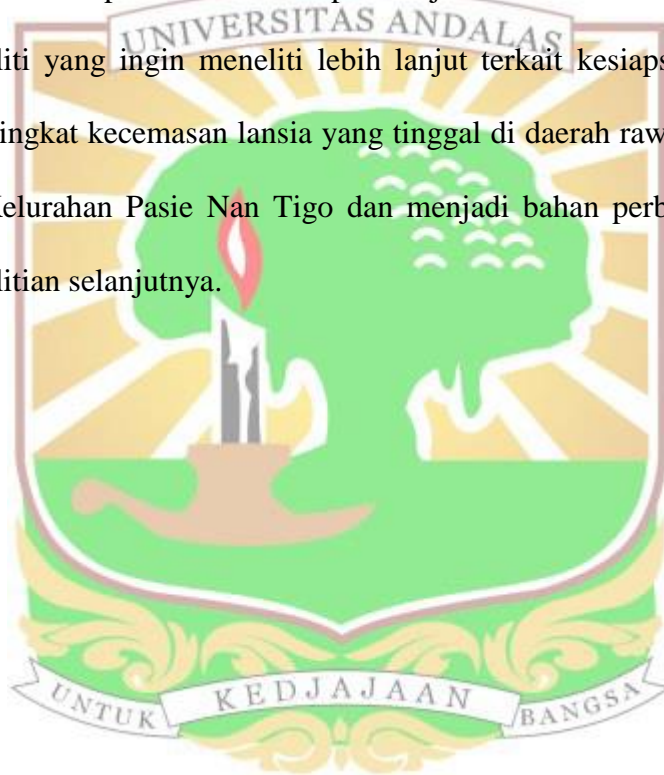 UNIVERSITAS ANDALAS
liti yang ingin meneliti lebih lanjut terkait kesiaps
ingkat kecemasan lansia yang tinggal di daerah raw
Kelurahan Pasie Nan Tigo dan menjadi bahan perb
litian selanjutnya.
UNTUK KEDJAJAAN BANGSA